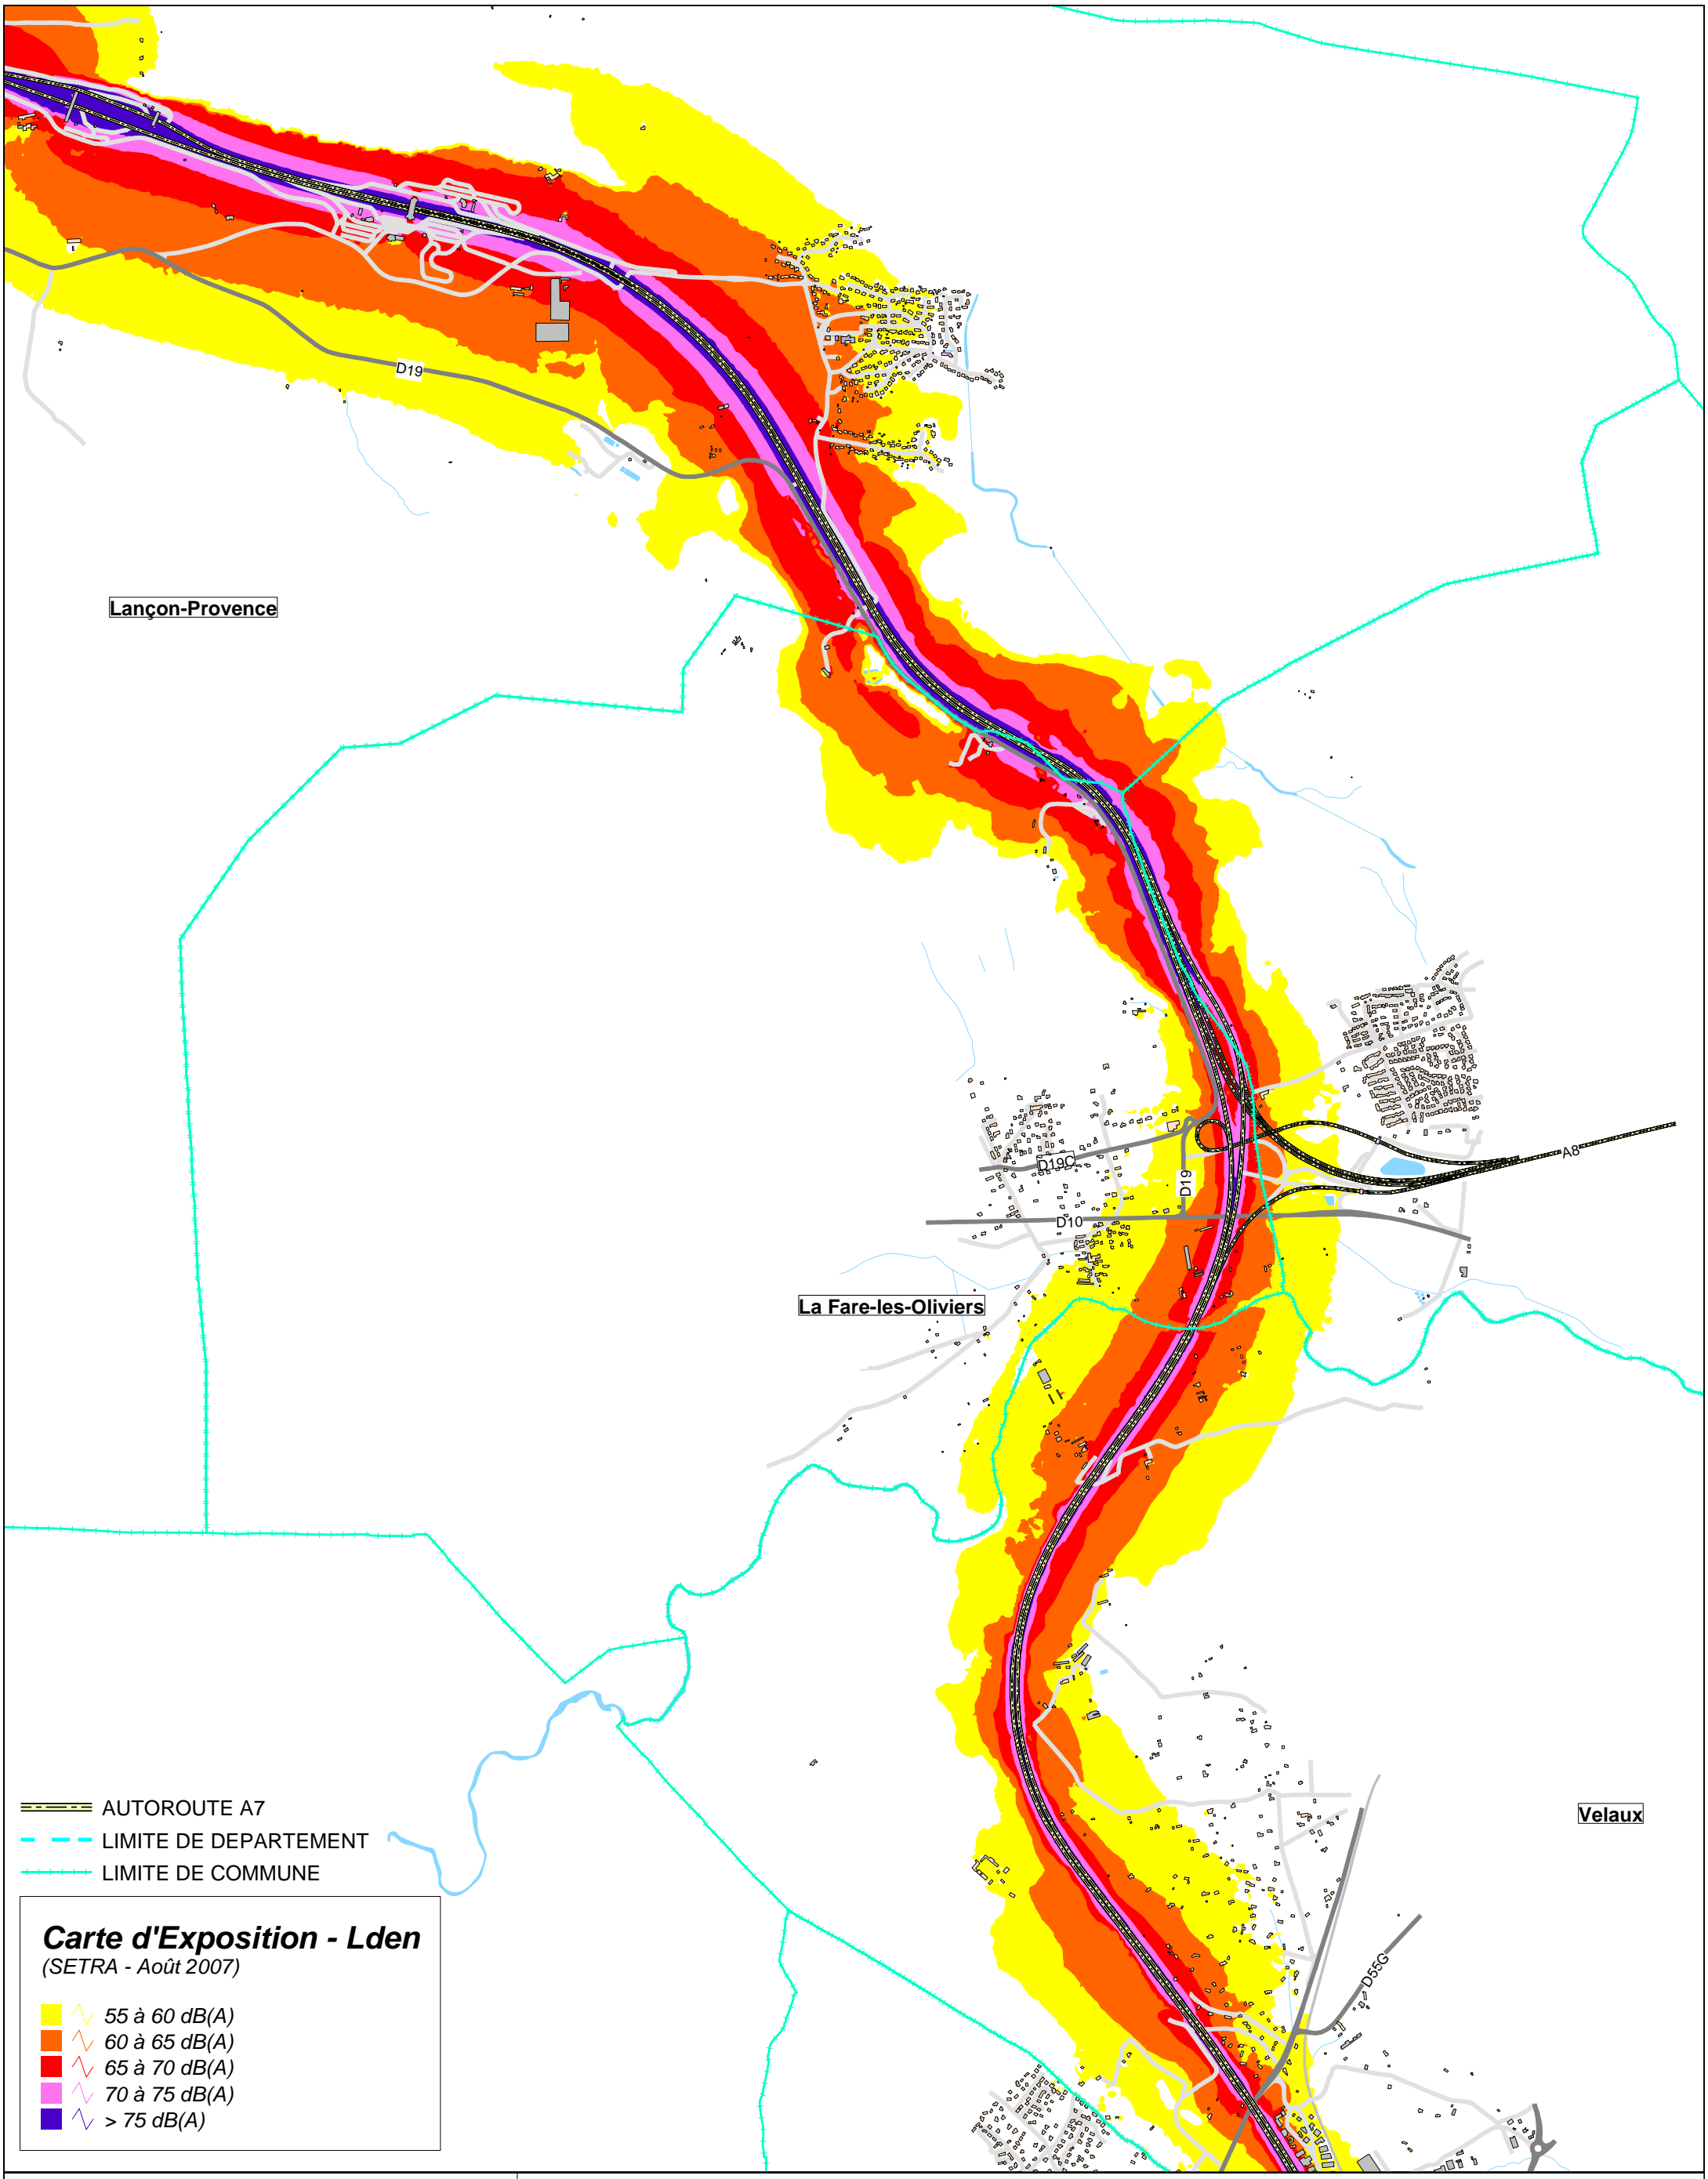 D19
Lançon-Provence
D19C
A8
D19
D10
La Fare-les-Oliviers
Velaux
D55G
AUTOROUTE A7
LIMITE DE DEPARTEMENT
LIMITE DE COMMUNE
Carte d'Exposition - Lden
(SETRA - Août 2007)
55 à 60 dB(A)
60 à 65 dB(A)
65 à 70 dB(A)
70 à 75 dB(A)
> 75 dB(A)